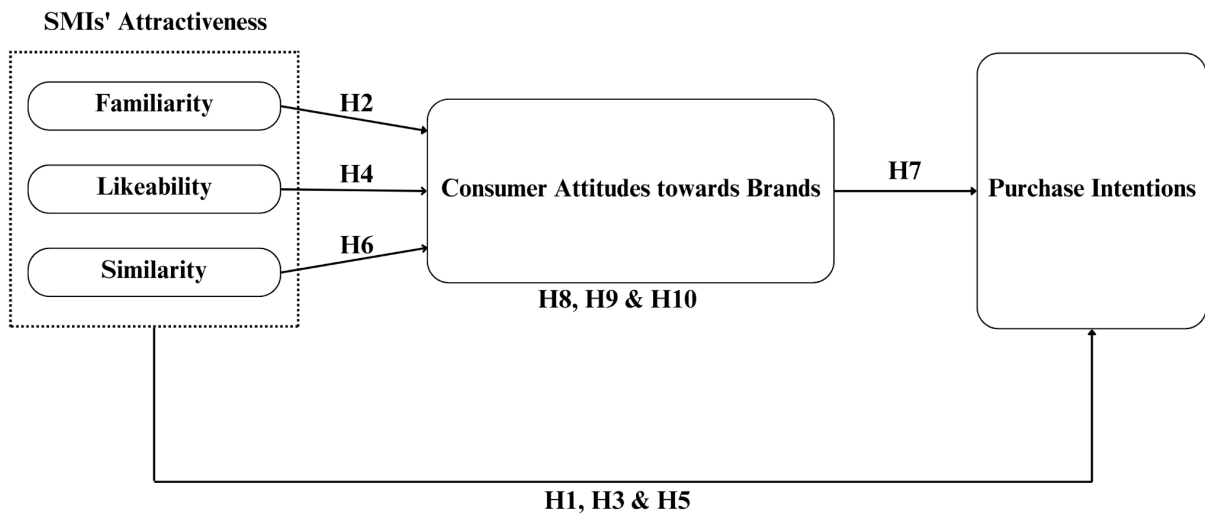 SMIs' Attractiveness
Familiarity
Likeability
Similarity
H2
H4
H6
Consumer Attitudes towards Brands
H8, H9 & H10
H7
Purchase Intentions
H1, H3 & H5